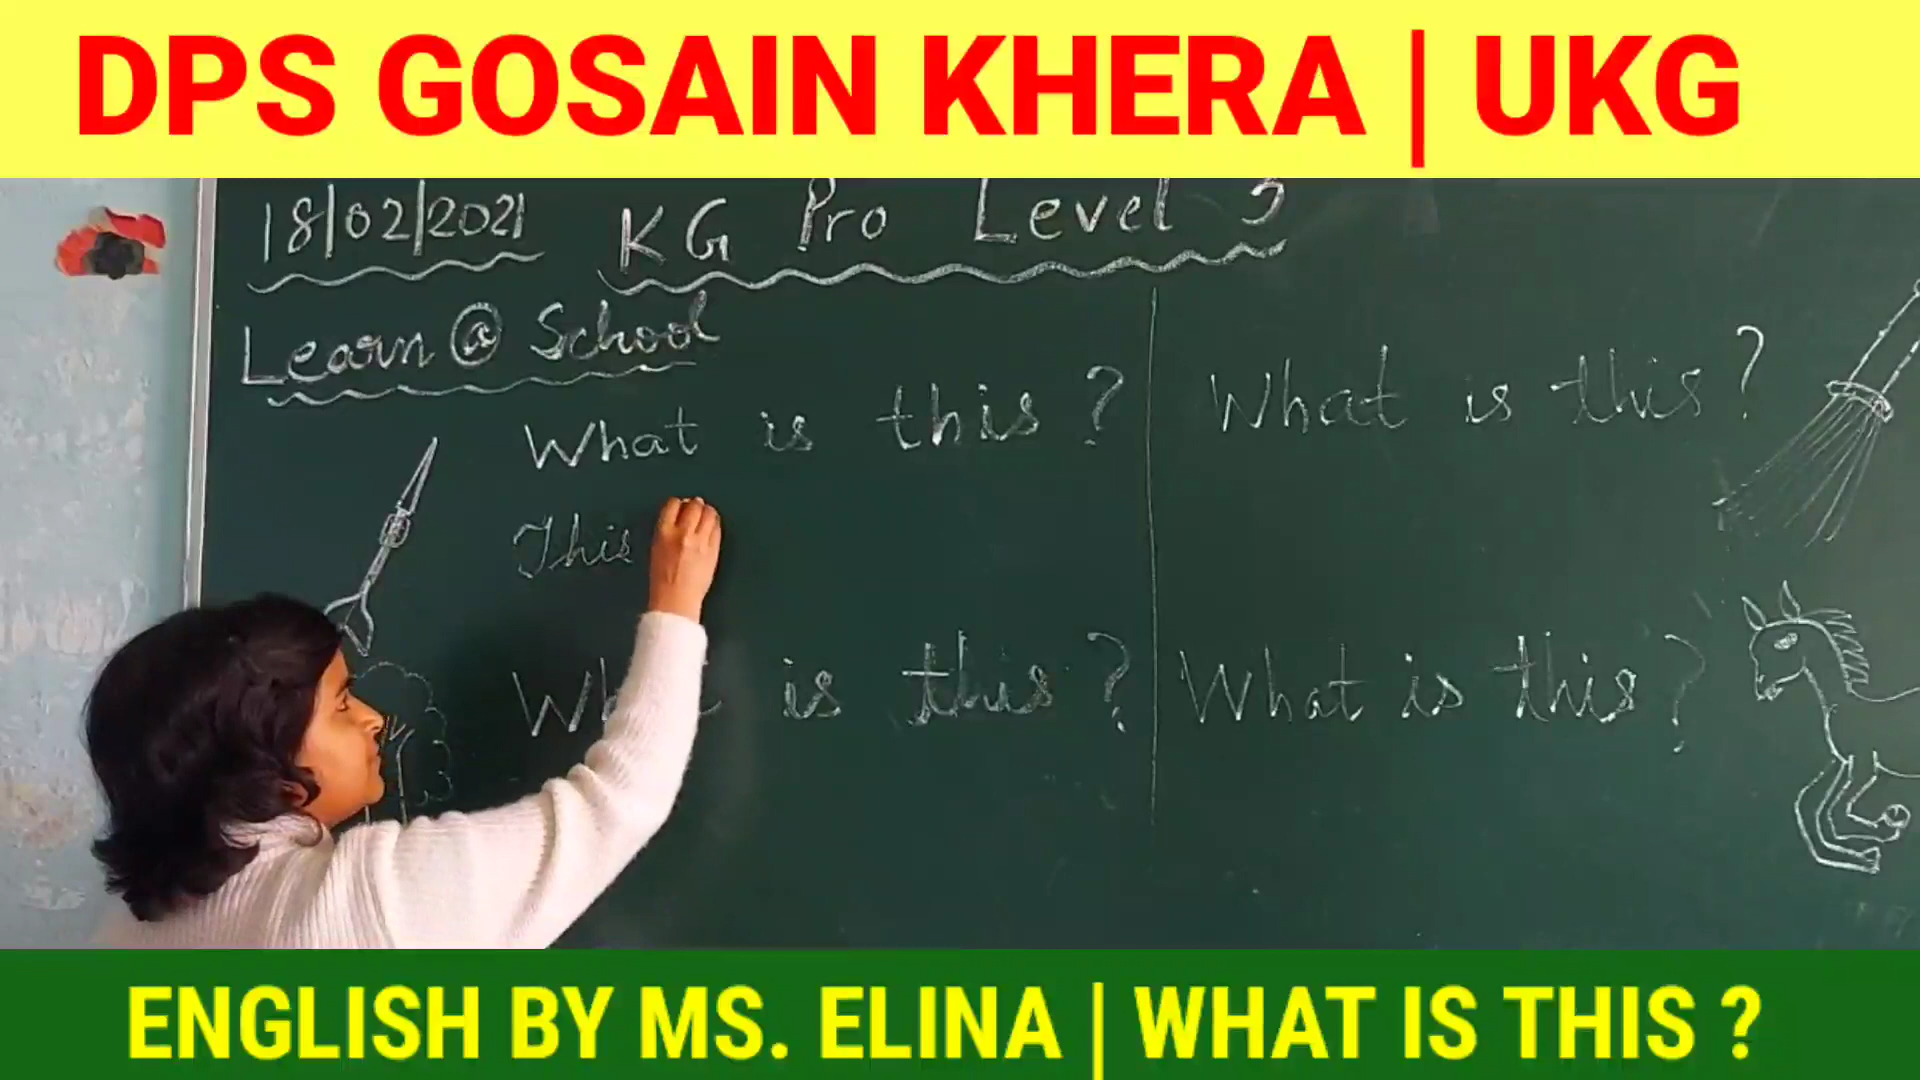 DPS GOSAIN KHERA | UKG
18/02/2021 KG Pro Level 3
Learn @ School
What is this ?
This
What is this ?
is this ?
What is this ?
ENGLISH BY MS. ELINA | WHAT IS THIS ?